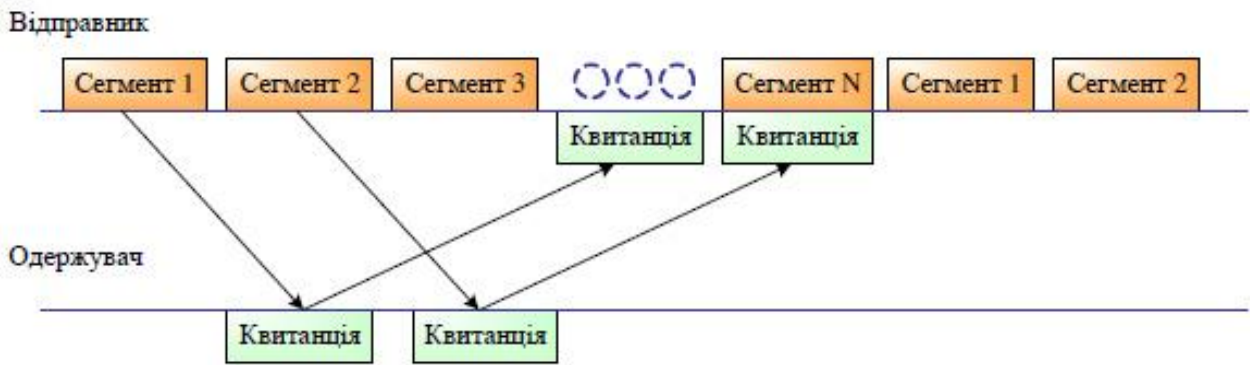 Відправник
Сегмент 1 Сегмент 2 Сегмент 3 Сегмент N Сегмент 1 Сегмент 2
Квитанція Квитанція
Одержувач
Квитанція Квитанція